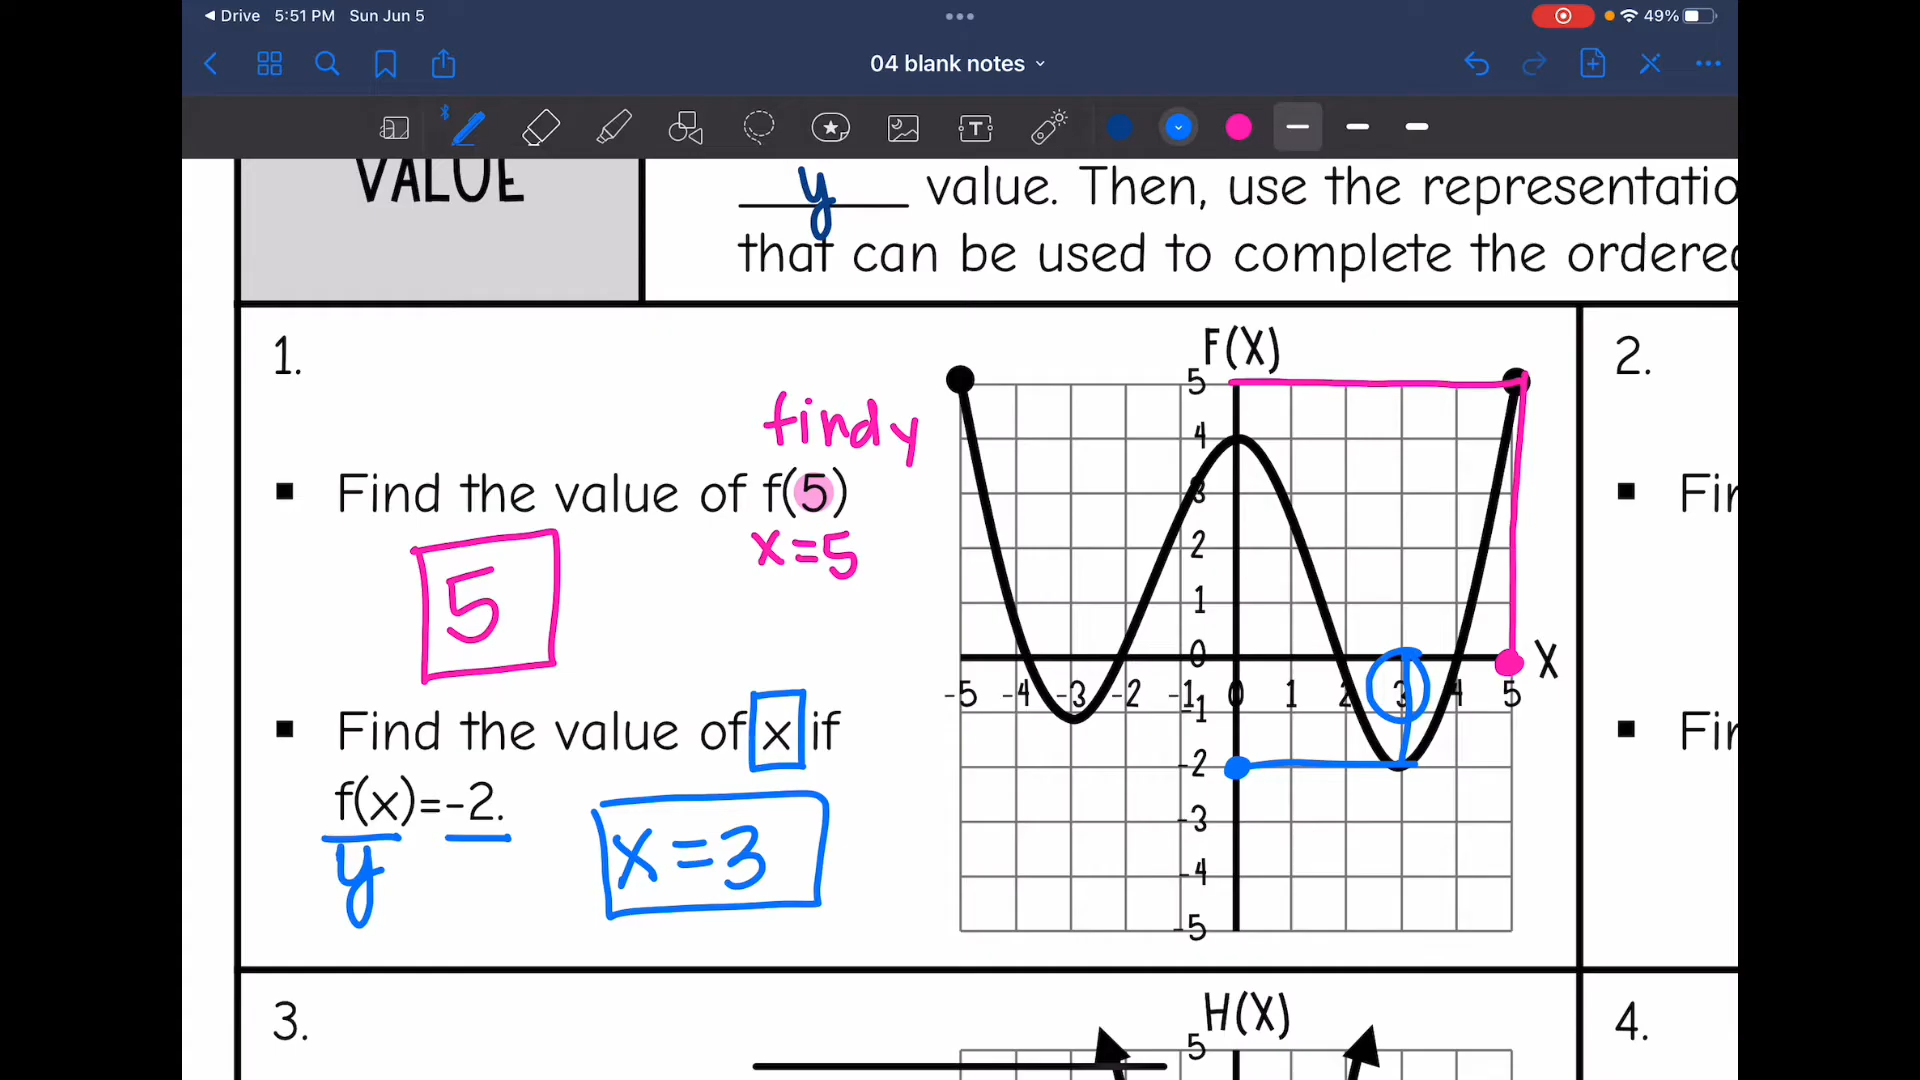 Drive 5:51 PM Sun Jun 5
49%
04 blank notes
VALUE
y value. Then, use the representatio
that can be used to complete the ordered
1.
find y
Find the value of f(5)
x=5
5
Find the value of x if
f(x)=-2.
y
x=3
F(X)
5
4
3
2
1
0
X
-5 -4 -3 -2 -1 0 1 2 3 4 5
-1
-2
-3
-4
-5
2.
Fin
Fin
3.
H(X)
5
4.